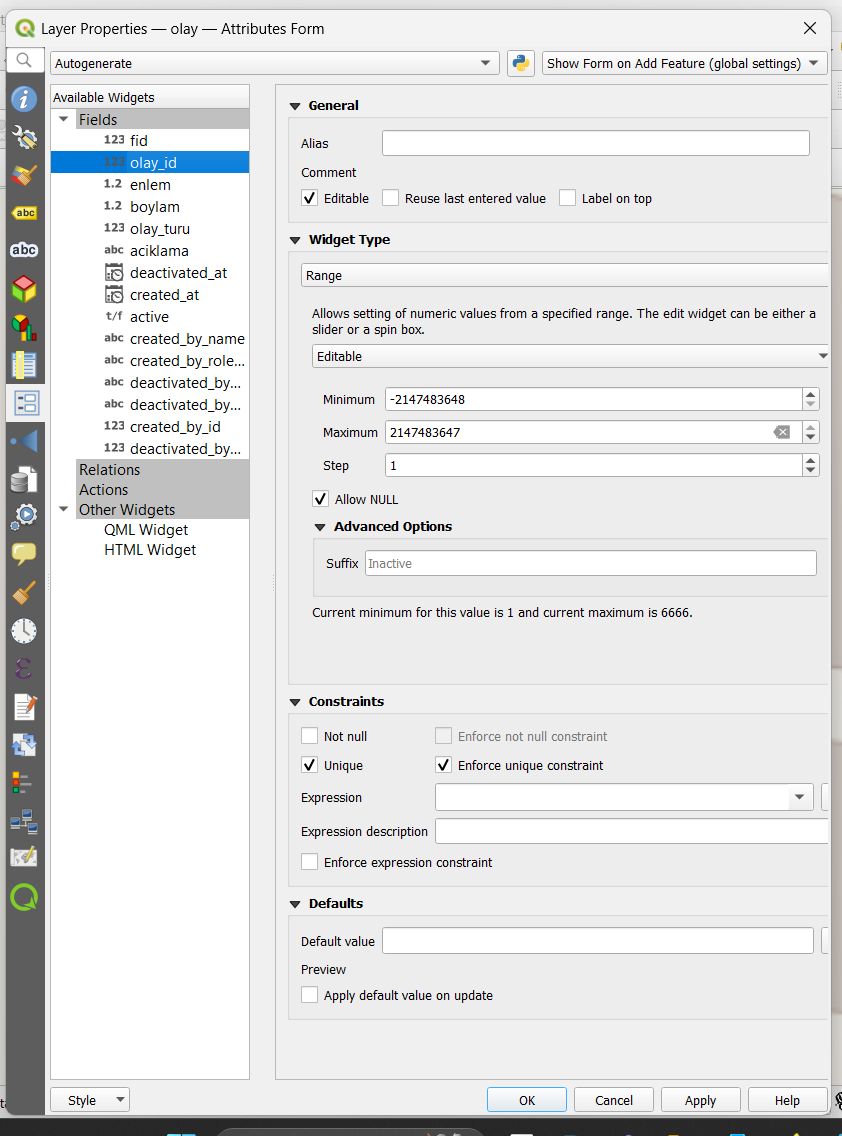 Layer Properties — olay — Attributes Form
Autogenerate
Show Form on Add Feature (global settings)
Available Widgets
Fields
123 fid
123 olay_id
1.2 enlem
1.2 boylam
123 olay_turu
abc aciklama
deactivated_at
created_at
t/f active
abc created_by_name
abc created_by_role...
abc deactivated_by...
abc deactivated_by...
123 created_by_id
123 deactivated_by...
Relations
Actions
Other Widgets
QML Widget
HTML Widget
abc
abc
General
Alias
Comment
Editable Reuse last entered value Label on top
Widget Type
Range
Allows setting of numeric values from a specified range. The edit widget can be either a
slider or a spin box.
Editable
Minimum -2147483648
Maximum 2147483647
Step 1
Allow NULL
Advanced Options
Suffix Inactive
Current minimum for this value is 1 and current maximum is 6666.
Constraints
Not null Enforce not null constraint
Unique Enforce unique constraint
Expression
Expression description
Enforce expression constraint
Defaults
Default value
Preview
Apply default value on update
Style OK Cancel Apply Help